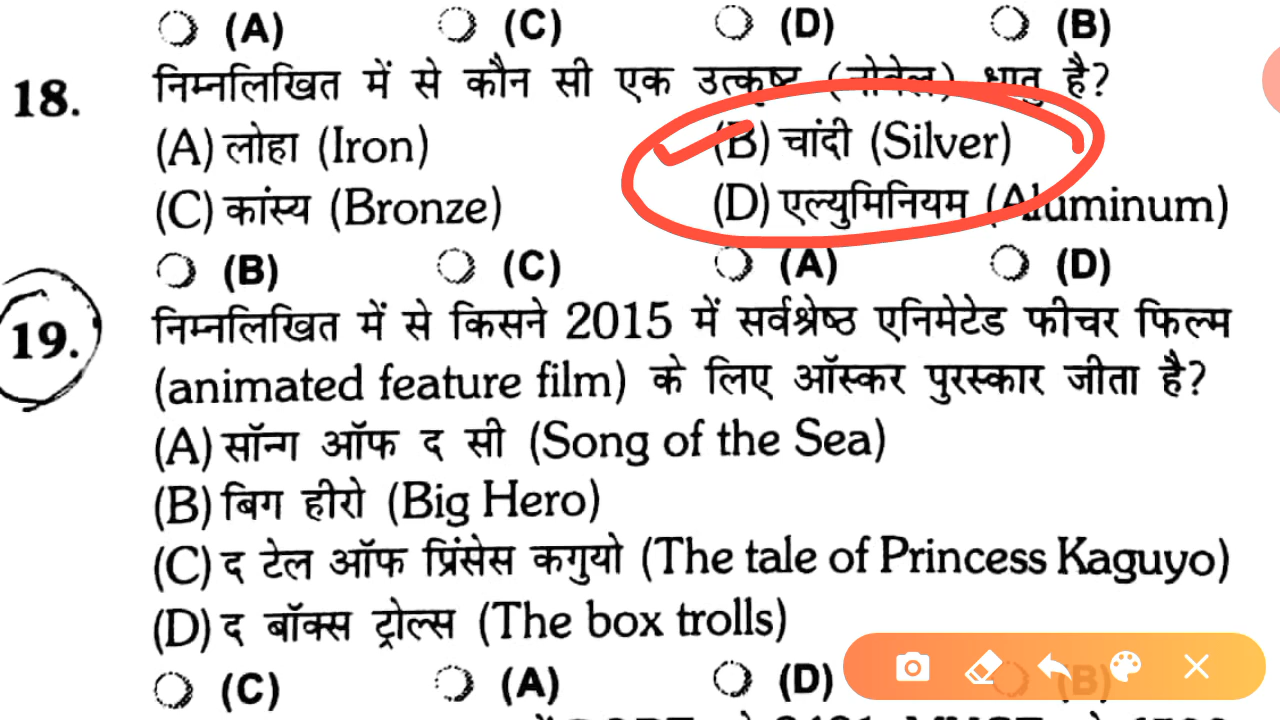 (A) (C) (D) (B)
18. निम्नलिखित में से कौन सी एक उत्कृष्ट (नोवेल) धातु है?
(A) लोहा (Iron) (B) चांदी (Silver)
(C) कांस्य (Bronze) (D) एल्युमिनियम (Aluminum)
(B) (C) (A) (D)
19. निम्नलिखित में से किसने 2015 में सर्वश्रेष्ठ एनिमेटेड फीचर फिल्म
(animated feature film) के लिए ऑस्कर पुरस्कार जीता है?
(A) सॉन्ग ऑफ द सी (Song of the Sea)
(B) बिग हीरो (Big Hero)
(C) द टेल ऑफ प्रिंसेस कगुयो (The tale of Princess Kaguyo)
(D) द बॉक्स ट्रोल्स (The box trolls)
(C) (A) (D) (B)